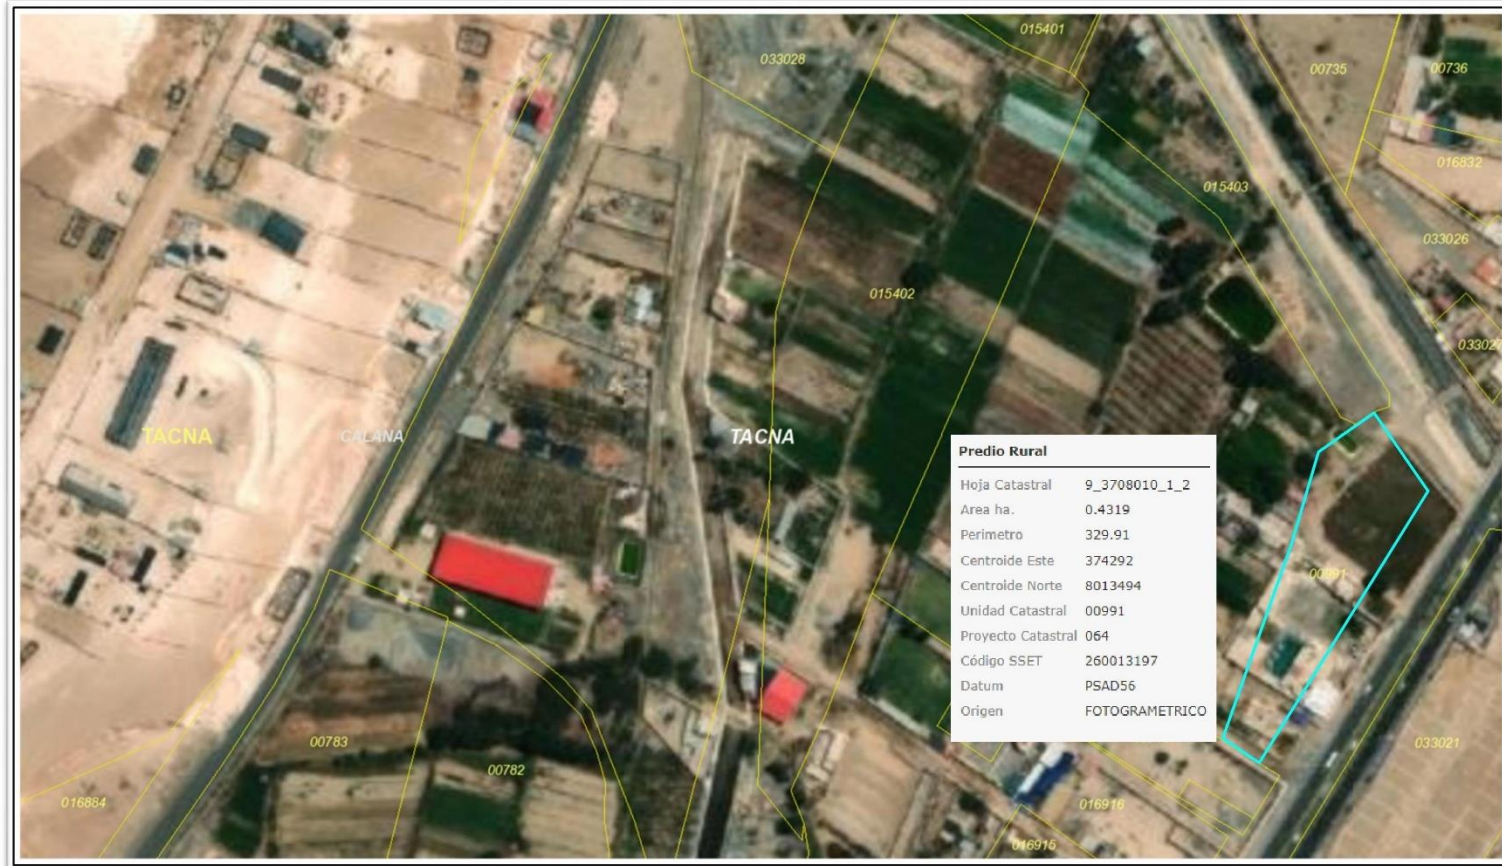 015401
033028
00735
00736
016832
015403
033026
015402
033027
TACNA
CALANA
TACNA
Predio Rural
Hoja Catastral 9_3708010_1_2
Area ha. 0.4319
Perimetro 329.91
Centroide Este 374292
Centroide Norte 8013494
Unidad Catastral 00991
Proyecto Catastral 064
Código SSET 260013197
Datum PSAD56
Origen FOTOGRAMETRICO
00991
00783
00782
033021
016884
016916
016915